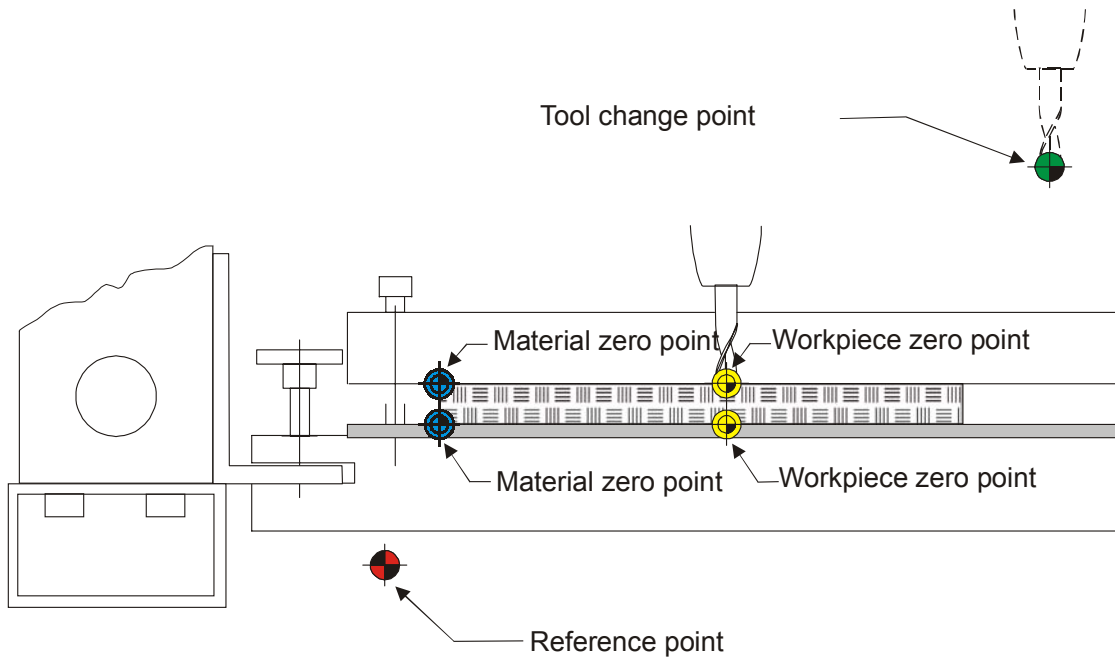 Tool change point
Material zero point
Workpiece zero point
Material zero point
Workpiece zero point
Reference point